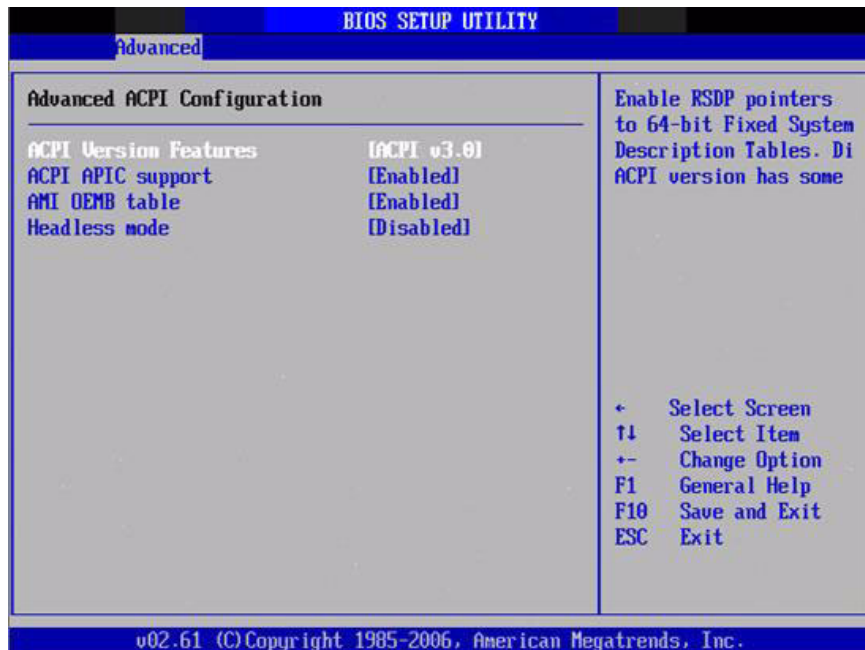 BIOS SETUP UTILITY
Advanced
Advanced ACPI Configuration
ACPI Version Features [ACPI v3.0]
ACPI APIC support [Enabled]
AMI OEMB table [Enabled]
Headless mode [Disabled]
Enable RSDP pointers
to 64-bit Fixed System
Description Tables. Di
ACPI version has some
← Select Screen
↑↓ Select Item
+- Change Option
F1 General Help
F10 Save and Exit
ESC Exit
v02.61 (C)Copyright 1985-2006, American Megatrends, Inc.